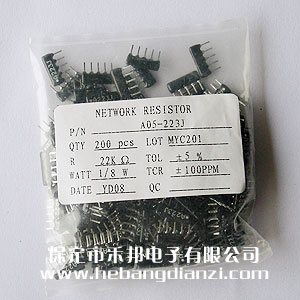 NETWORK RESISTOR
P/N A05-223J
QTY 200 pcs LOT MYC201
R 22K Ω TOL ±5%
WATT 1/8 W TCR ±100PPM
DATE YD08 QC
保定市禾邦电子有限公司
www.hebangdianzi.com